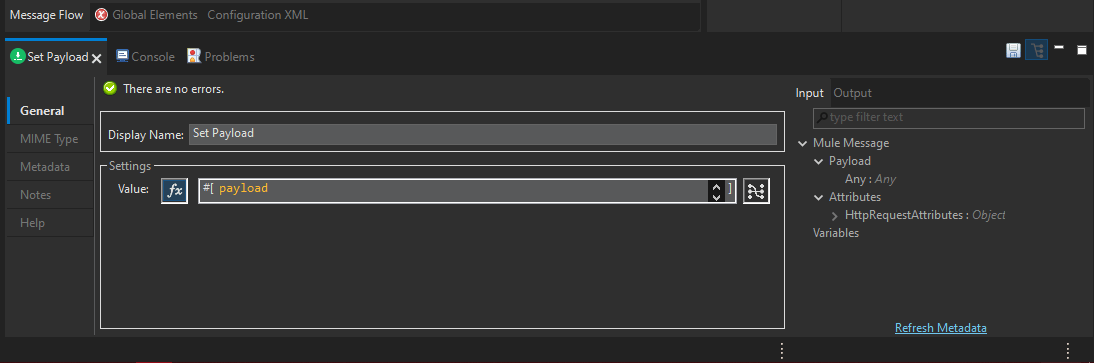 Message Flow Global Elements Configuration XML
Set Payload Console Problems
There are no errors.
General
MIME Type
Metadata
Notes
Help
Display Name: Set Payload
Settings
Value: fx #[ payload ]
Input Output
type filter text
Mule Message
Payload
Any : Any
Attributes
HttpRequestAttributes : Object
Variables
Refresh Metadata